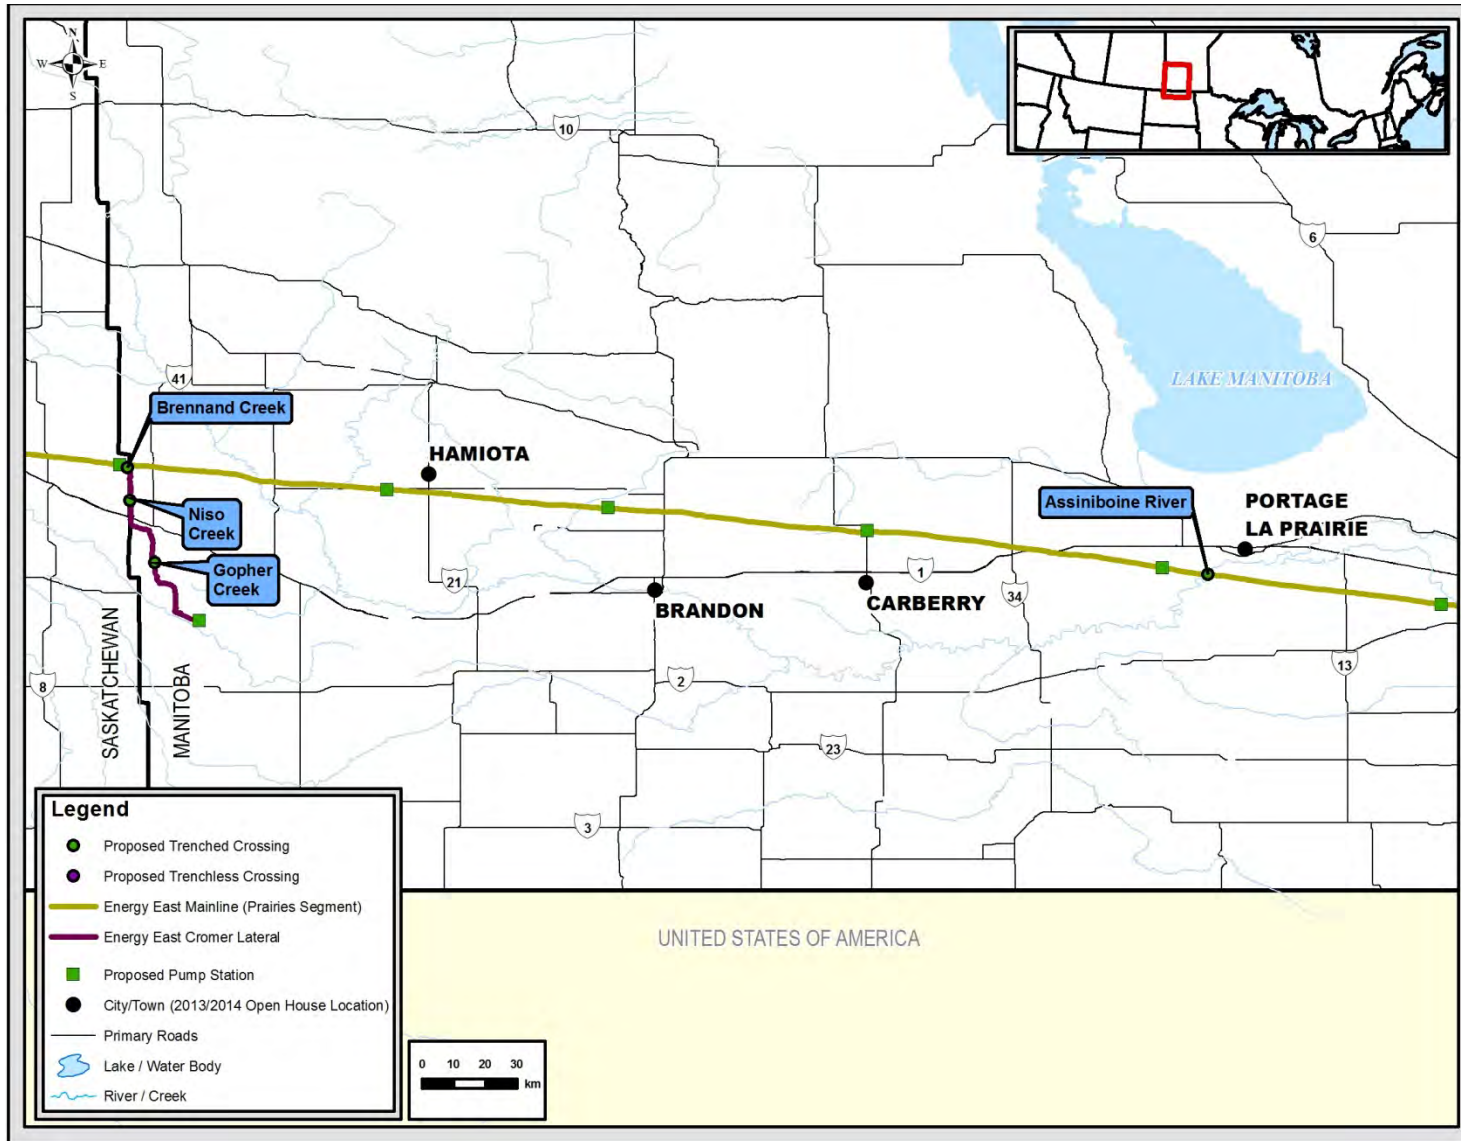 N
W E
S
10
6
41
LAKE MANITOBA
Brennand Creek
HAMIOTA
Niso
Creek
Assiniboine River
PORTAGE
LA PRAIRIE
Gopher
Creek
21
1
34
BRANDON
CARBERRY
SASKATCHEWAN
MANITOBA
8
2
13
23
3
Legend
Proposed Trenched Crossing
Proposed Trenchless Crossing
Energy East Mainline (Prairies Segment)
Energy East Cromer Lateral
Proposed Pump Station
City/Town (2013/2014 Open House Location)
Primary Roads
Lake / Water Body
River / Creek
UNITED STATES OF AMERICA
0 10 20 30
km